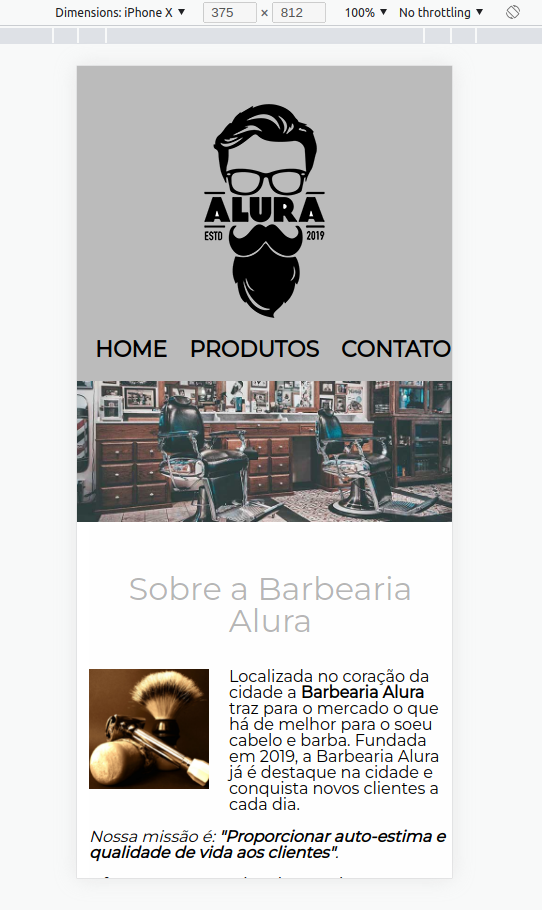 Dimensions: iPhone X 375 × 812 100% No throttling
ALURA
ESTD 2019
HOME PRODUTOS CONTATO
Sobre a Barbearia
Alura
Localizada no coração da
cidade a Barbearia Alura
traz para o mercado o que
há de melhor para o soeu
cabelo e barba. Fundada
em 2019, a Barbearia Alura
já é destaque na cidade e
conquista novos clientes a
cada dia.
Nossa missão é: "Proporcionar auto-estima e
qualidade de vida aos clientes".